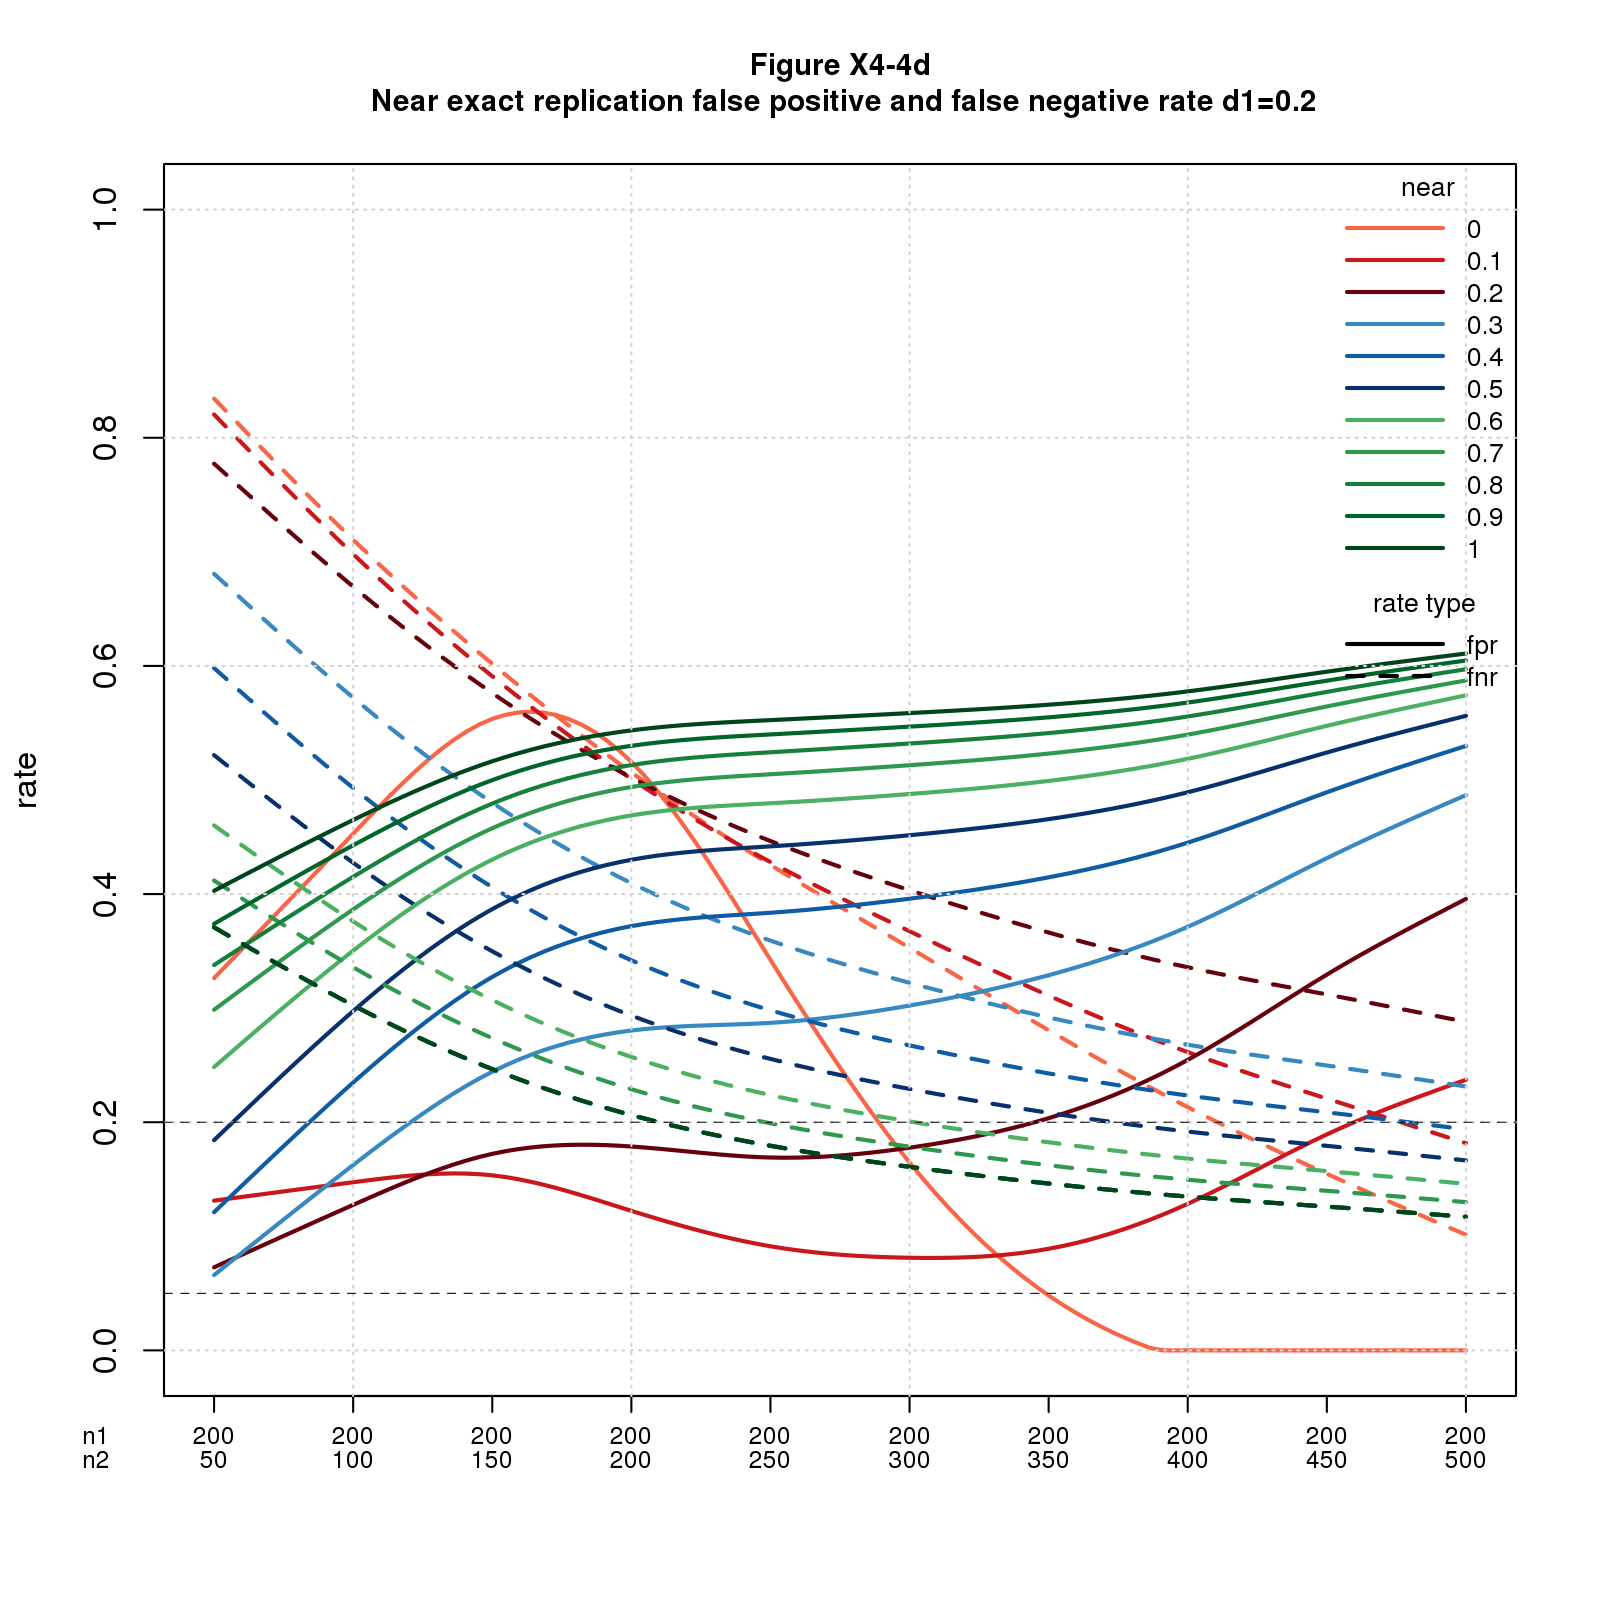 Figure X4-4d
Near exact replication false positive and false negative rate d1=0.2
near
0
0.1
0.2
0.3
0.4
0.5
0.6
0.7
0.8
0.9
1
rate type
fpr
fnr
rate
1.0
0.8
0.6
0.4
0.2
0.0
n1 200 200 200 200 200 200 200 200 200 200
n2 50 100 150 200 250 300 350 400 450 500